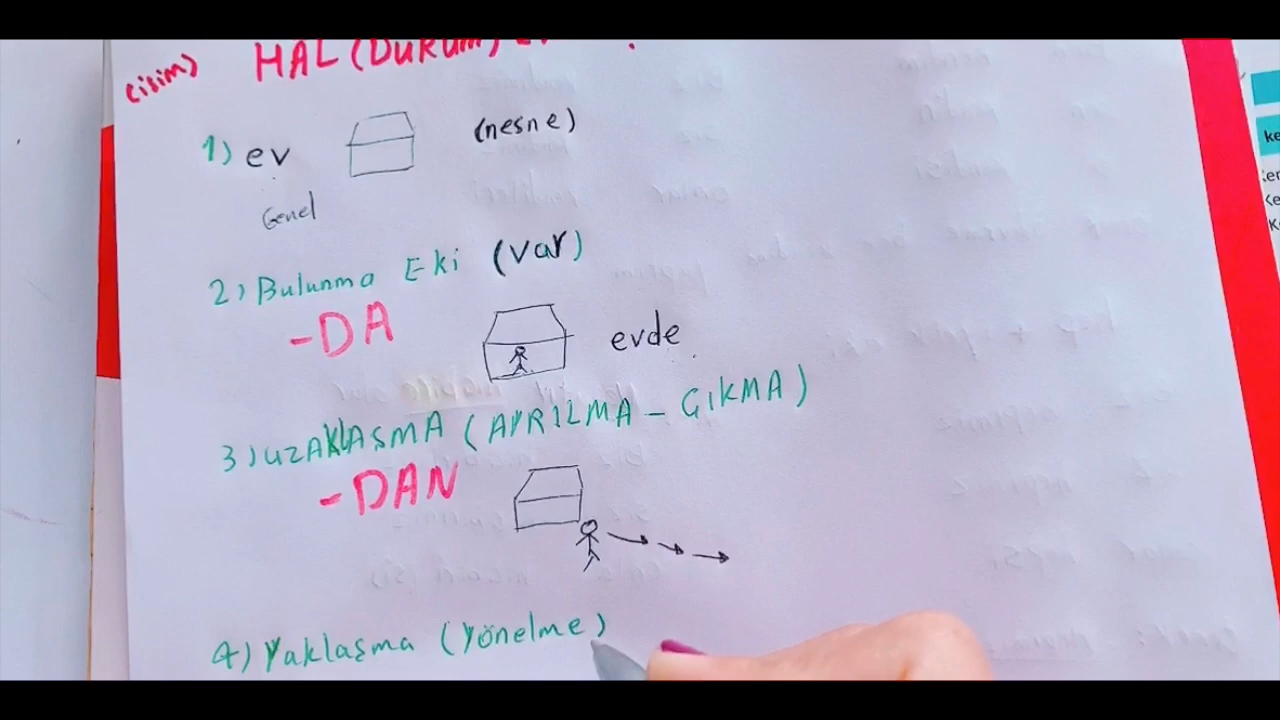 (isim) HAL (DURUM)
1) ev (nesne)
Genel
2) Bulunma Eki (var)
-DA
evde
3) UZAKLAŞMA (AYRILMA - ÇIKMA)
-DAN
4) Yaklaşma (Yönelme)
ke